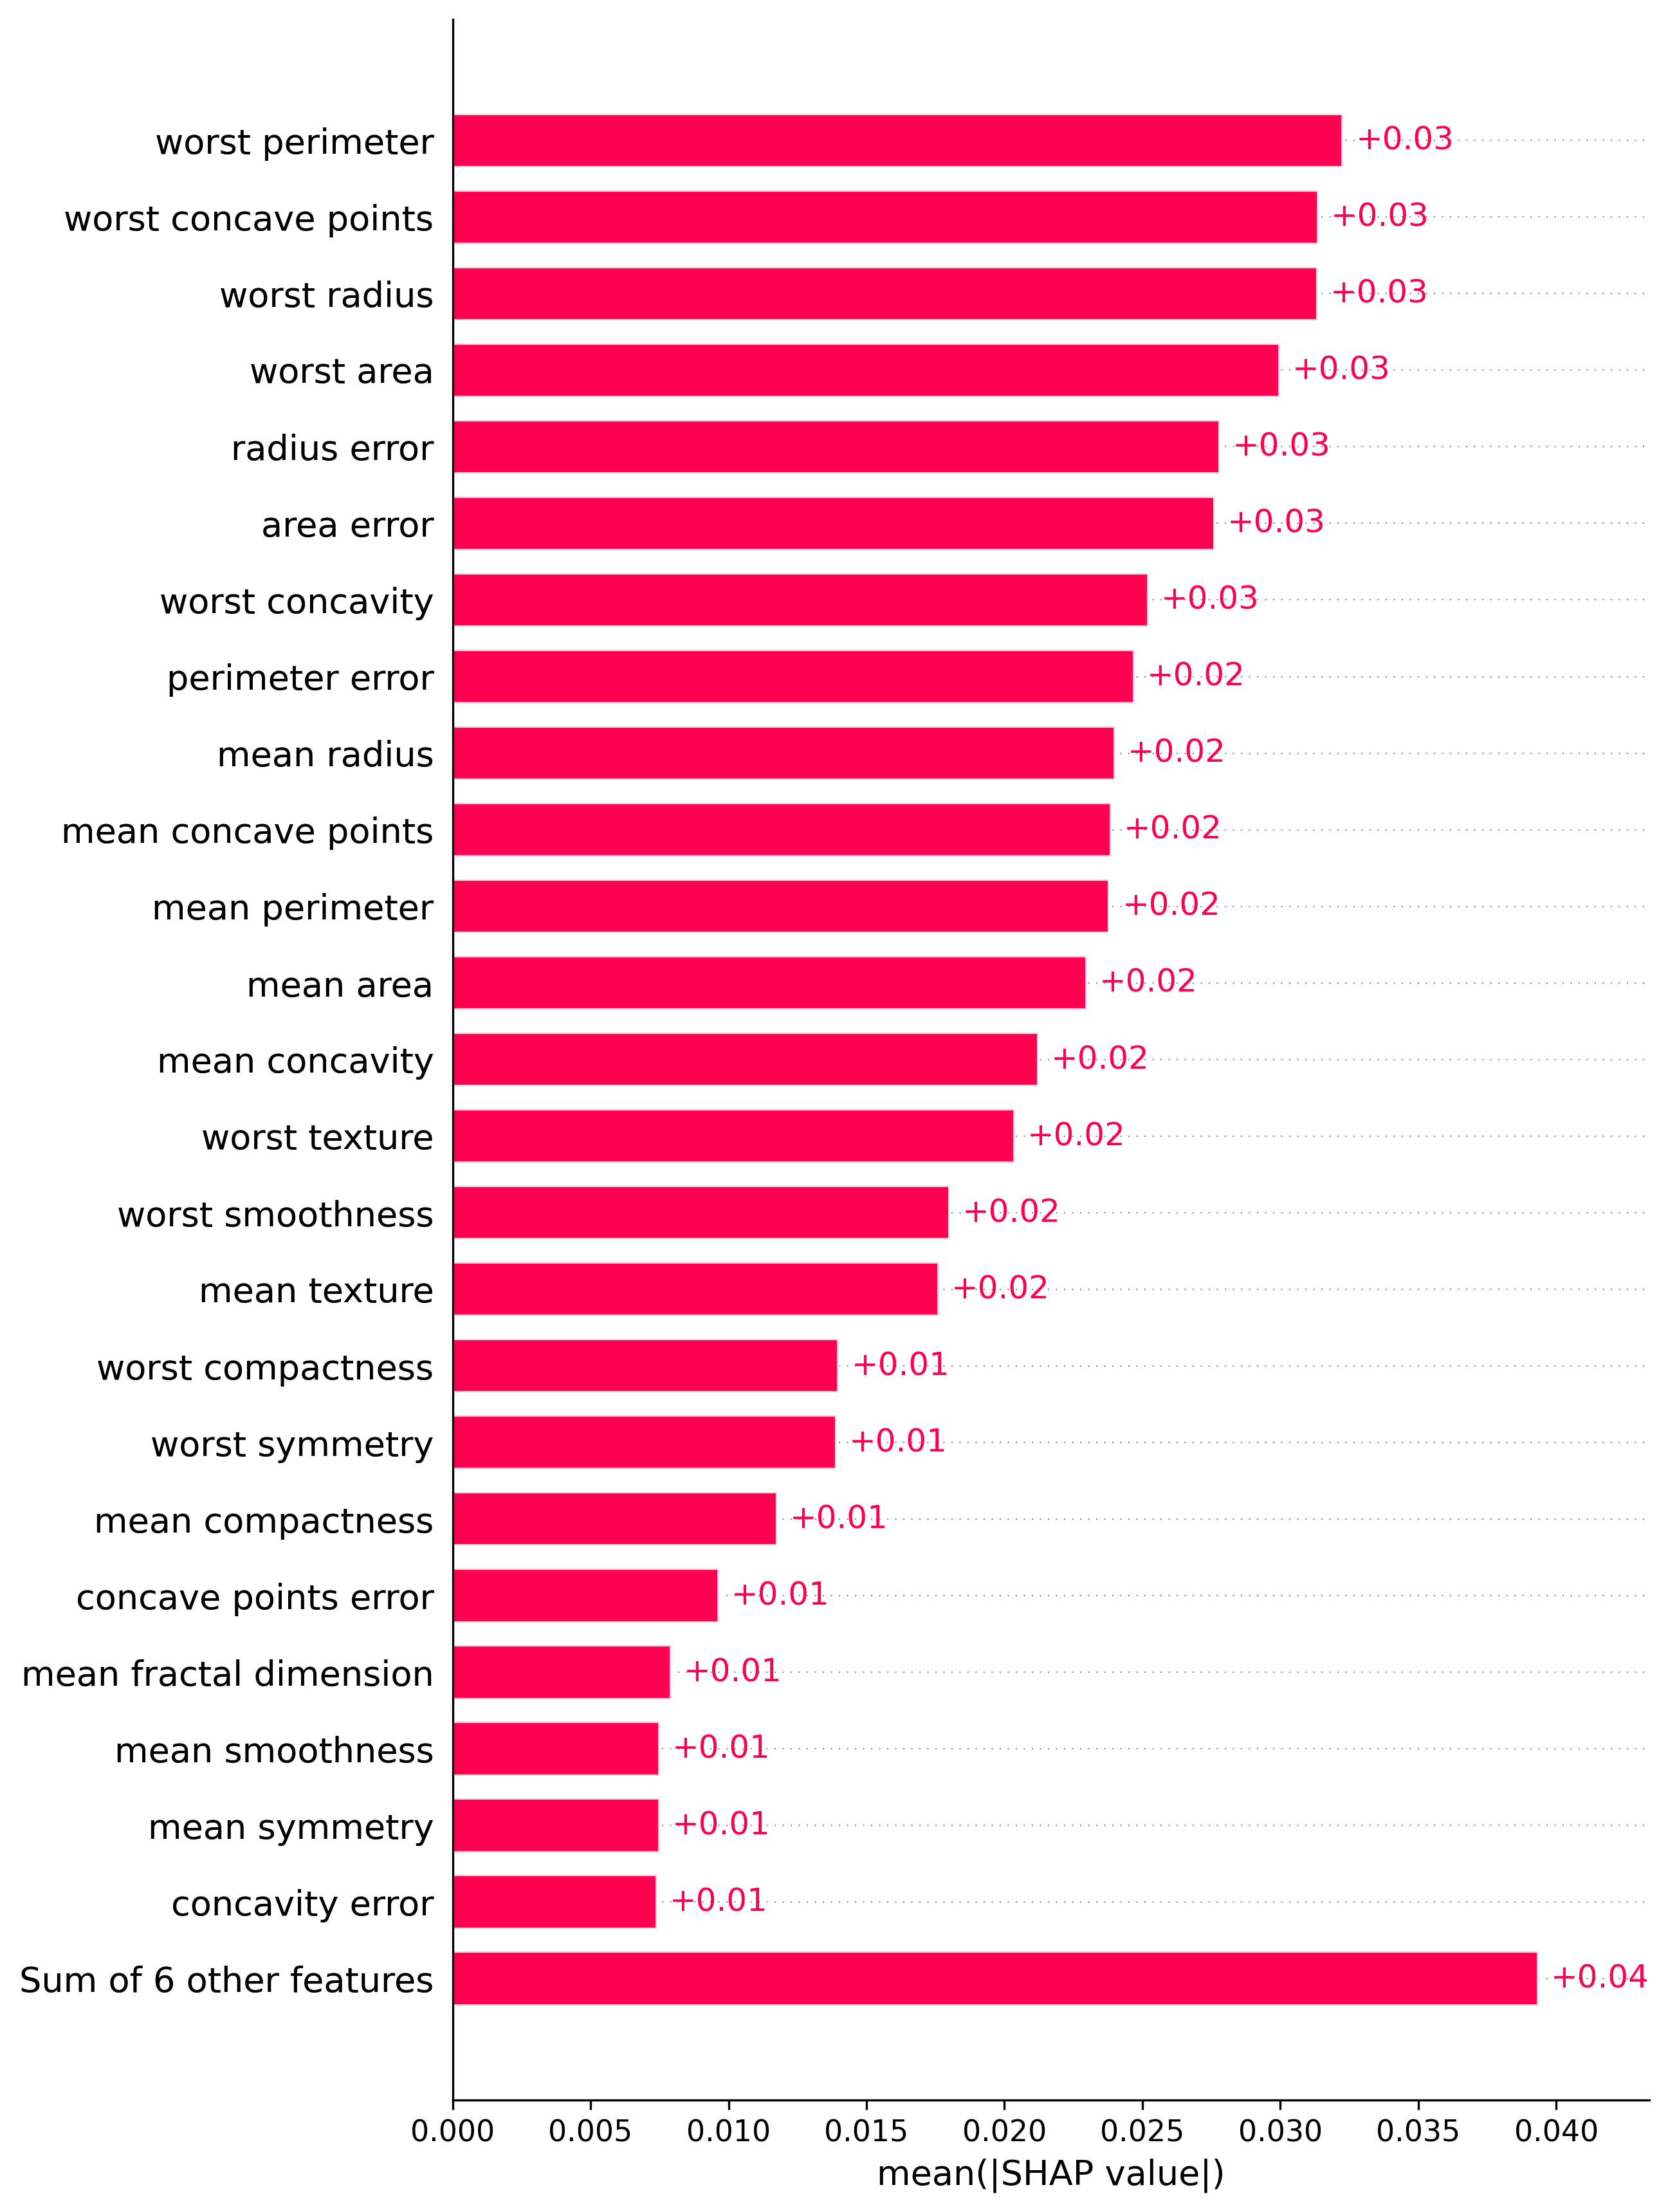 worst perimeter +0.03
worst concave points +0.03
worst radius +0.03
worst area +0.03
radius error +0.03
area error +0.03
worst concavity +0.03
perimeter error +0.02
mean radius +0.02
mean concave points +0.02
mean perimeter +0.02
mean area +0.02
mean concavity +0.02
worst texture +0.02
worst smoothness +0.02
mean texture +0.02
worst compactness +0.01
worst symmetry +0.01
mean compactness +0.01
concave points error +0.01
mean fractal dimension +0.01
mean smoothness +0.01
mean symmetry +0.01
concavity error +0.01
Sum of 6 other features +0.04
0.000 0.005 0.010 0.015 0.020 0.025 0.030 0.035 0.040
mean(|SHAP value|)